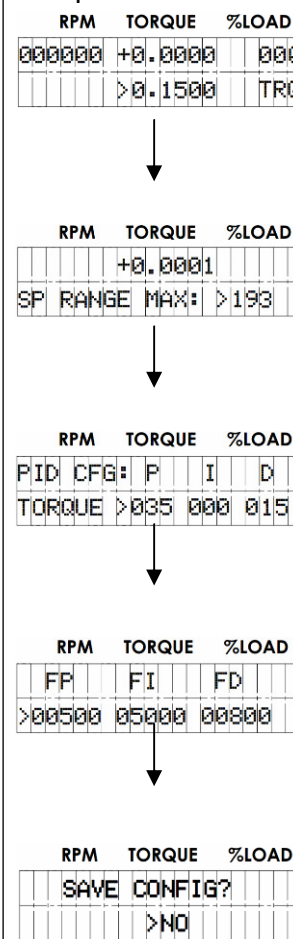 RPM TORQUE %LOAD
000000 +0.0000
>0.1500
RPM TORQUE %LOAD
+0.0001
SP RANGE MAX: >193
RPM TORQUE %LOAD
PID CFG: P I D
TORQUE >035 000 015
RPM TORQUE %LOAD
FP FI FD
>00500 05000 00800
RPM TORQUE %LOAD
SAVE CONFIG?
>NO